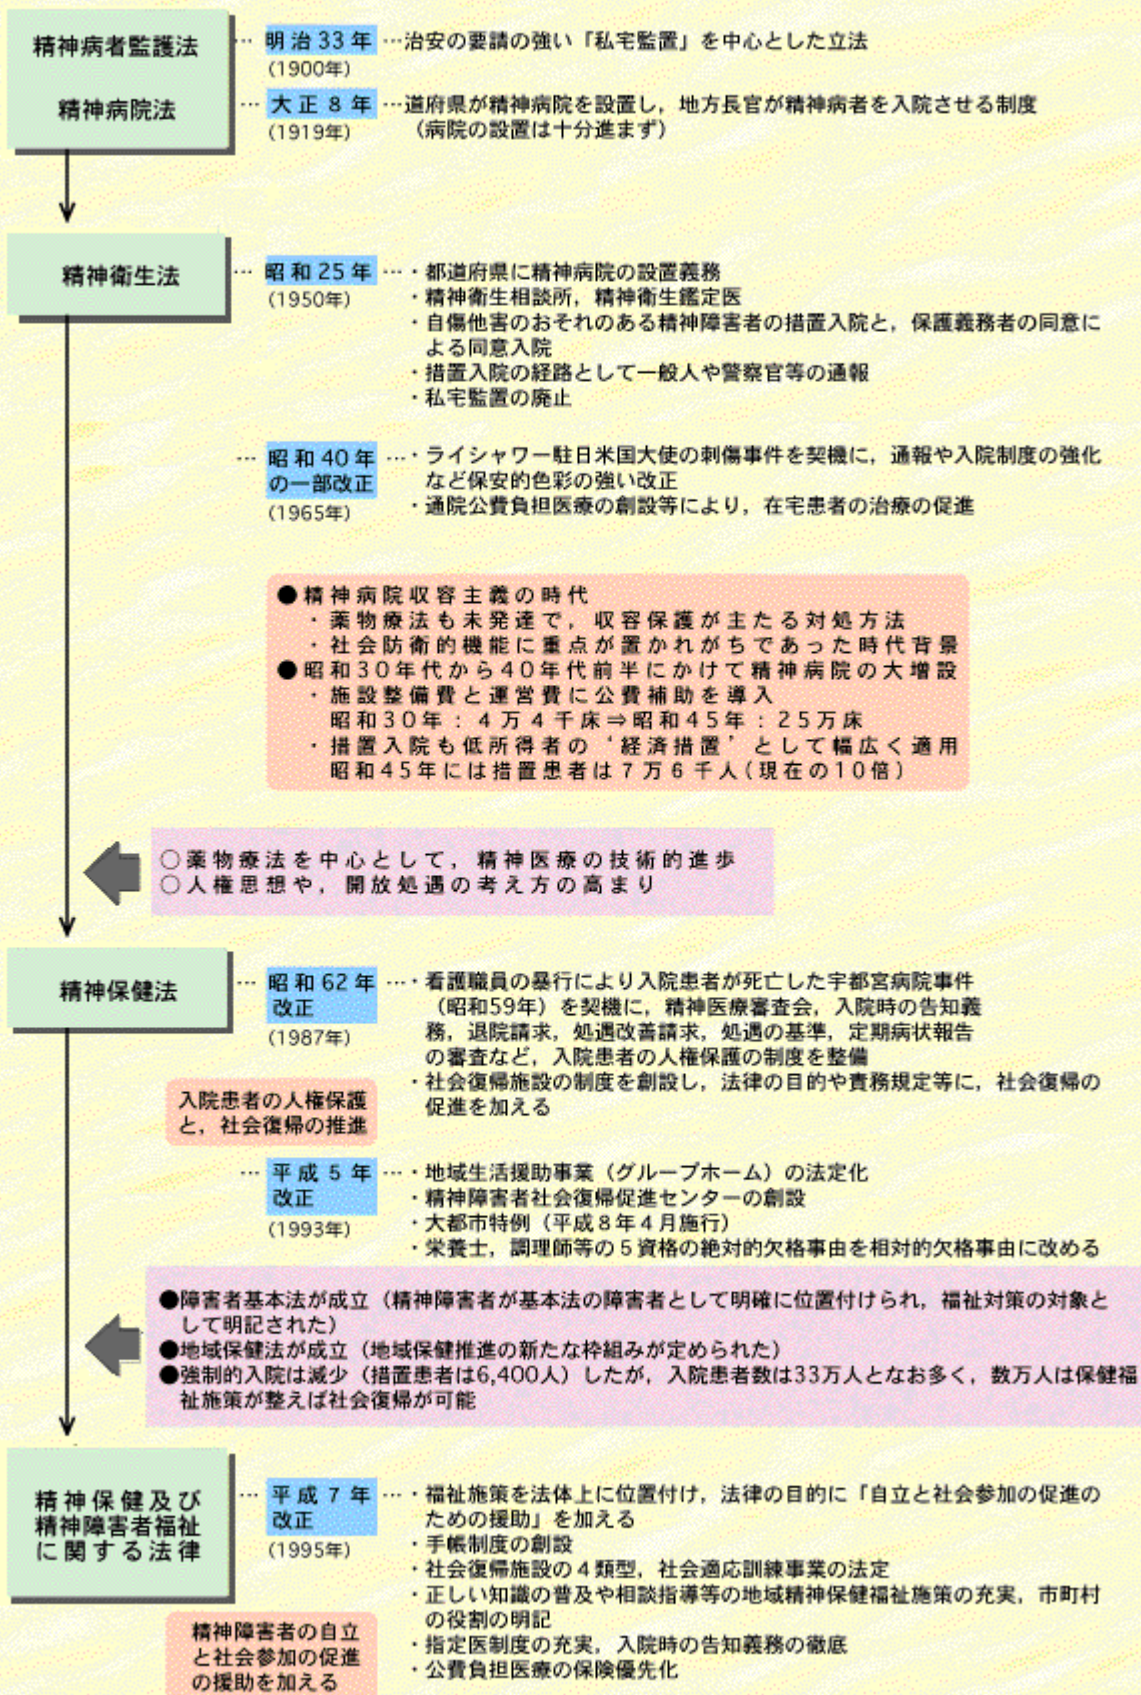 精神病者監護法 … 明治33年 …治安の要請の強い「私宅監置」を中心とした立法
(1900年)
精神病院法 … 大正8年 …道府県が精神病院を設置し，地方長官が精神病者を入院させる制度
(1919年) （病院の設置は十分進まず）
精神衛生法 … 昭和25年 …・都道府県に精神病院の設置義務
(1950年) ・精神衛生相談所，精神衛生鑑定医
・自傷他害のおそれのある精神障害者の措置入院と，保護義務者の同意に
よる同意入院
・措置入院の経路として一般人や警察官等の通報
・私宅監置の廃止
… 昭和40年 …・ライシャワー駐日米国大使の刺傷事件を契機に，通報や入院制度の強化
の一部改正 など保安的色彩の強い改正
(1965年) ・通院公費負担医療の創設等により，在宅患者の治療の促進
●精神病院収容主義の時代
・薬物療法も未発達で，収容保護が主たる対処方法
・社会防衛的機能に重点が置かれがちであった時代背景
●昭和30年代から40年代前半にかけて精神病院の大増設
・施設整備費と運営費に公費補助を導入
昭和30年：4万4千床⇒昭和45年：25万床
・措置入院も低所得者の‘経済措置’として幅広く適用
昭和45年には措置患者は7万6千人(現在の10倍)
○薬物療法を中心として，精神医療の技術的進歩
○人権思想や，開放処遇の考え方の高まり
精神保健法 … 昭和62年 …・看護職員の暴行により入院患者が死亡した宇都宮病院事件
改正 （昭和59年）を契機に，精神医療審査会，入院時の告知義
(1987年) 務，退院請求，処遇改善請求，処遇の基準，定期病状報告
の審査など，入院患者の人権保護の制度を整備
・社会復帰施設の制度を創設し，法律の目的や責務規定等に，社会復帰の
促進を加える
入院患者の人権保護
と，社会復帰の推進
… 平成5年 …・地域生活援助事業（グループホーム）の法定化
改正 ・精神障害者社会復帰促進センターの創設
(1993年) ・大都市特例（平成8年4月施行）
・栄養士，調理師等の5資格の絶対的欠格事由を相対的欠格事由に改める
●障害者基本法が成立（精神障害者が基本法の障害者として明確に位置付けられ，福祉対策の対象と
して明記された）
●地域保健法が成立（地域保健推進の新たな枠組みが定められた）
●強制的入院は減少（措置患者は6,400人）したが，入院患者数は33万人となお多く，数万人は保健福
祉施策が整えば社会復帰が可能
精神保健及び
精神障害者福祉
に関する法律
… 平成7年 …・福祉施策を法体上に位置付け，法律の目的に「自立と社会参加の促進の
改正 ための援助」を加える
(1995年) ・手帳制度の創設
・社会復帰施設の4類型，社会適応訓練事業の法定
・正しい知識の普及や相談指導等の地域精神保健福祉施策の充実，市町村
の役割の明記
・指定医制度の充実，入院時の告知義務の徹底
・公費負担医療の保険優先化
精神障害者の自立
と社会参加の促進
の援助を加える